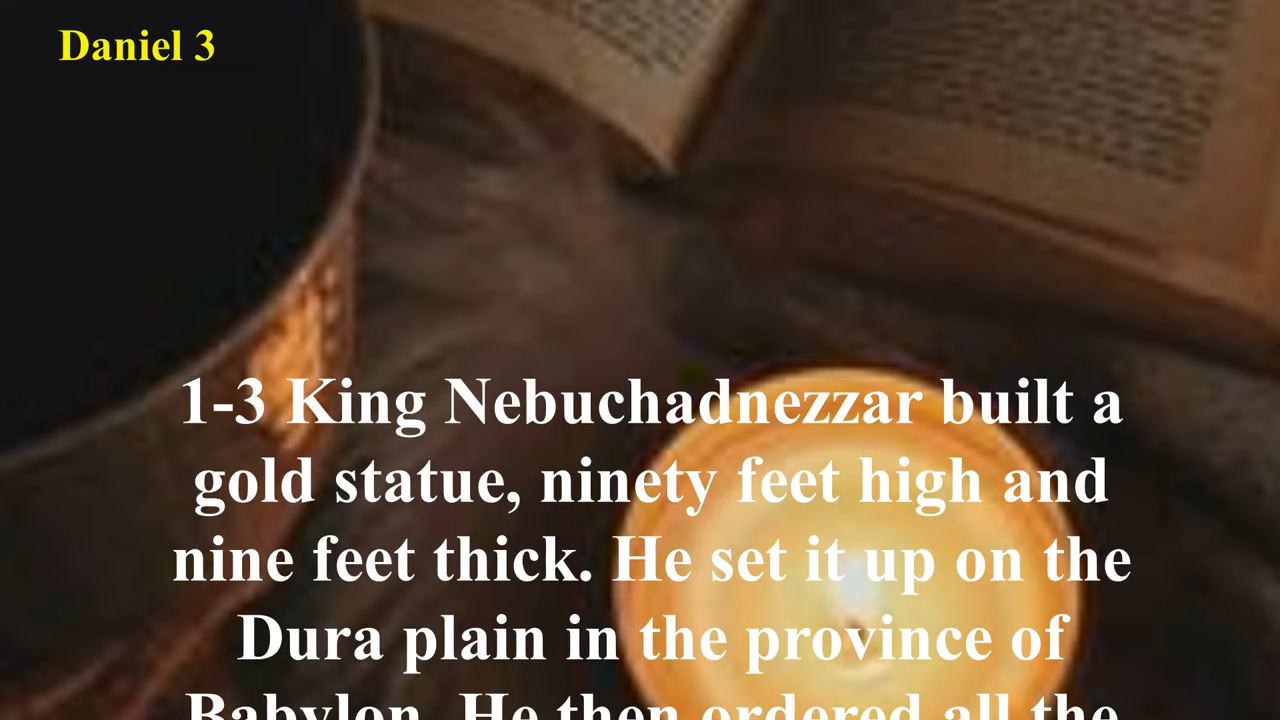 Daniel 3
1-3 King Nebuchadnezzar built a
gold statue, ninety feet high and
nine feet thick. He set it up on the
Dura plain in the province of
Babylon. He then ordered all the